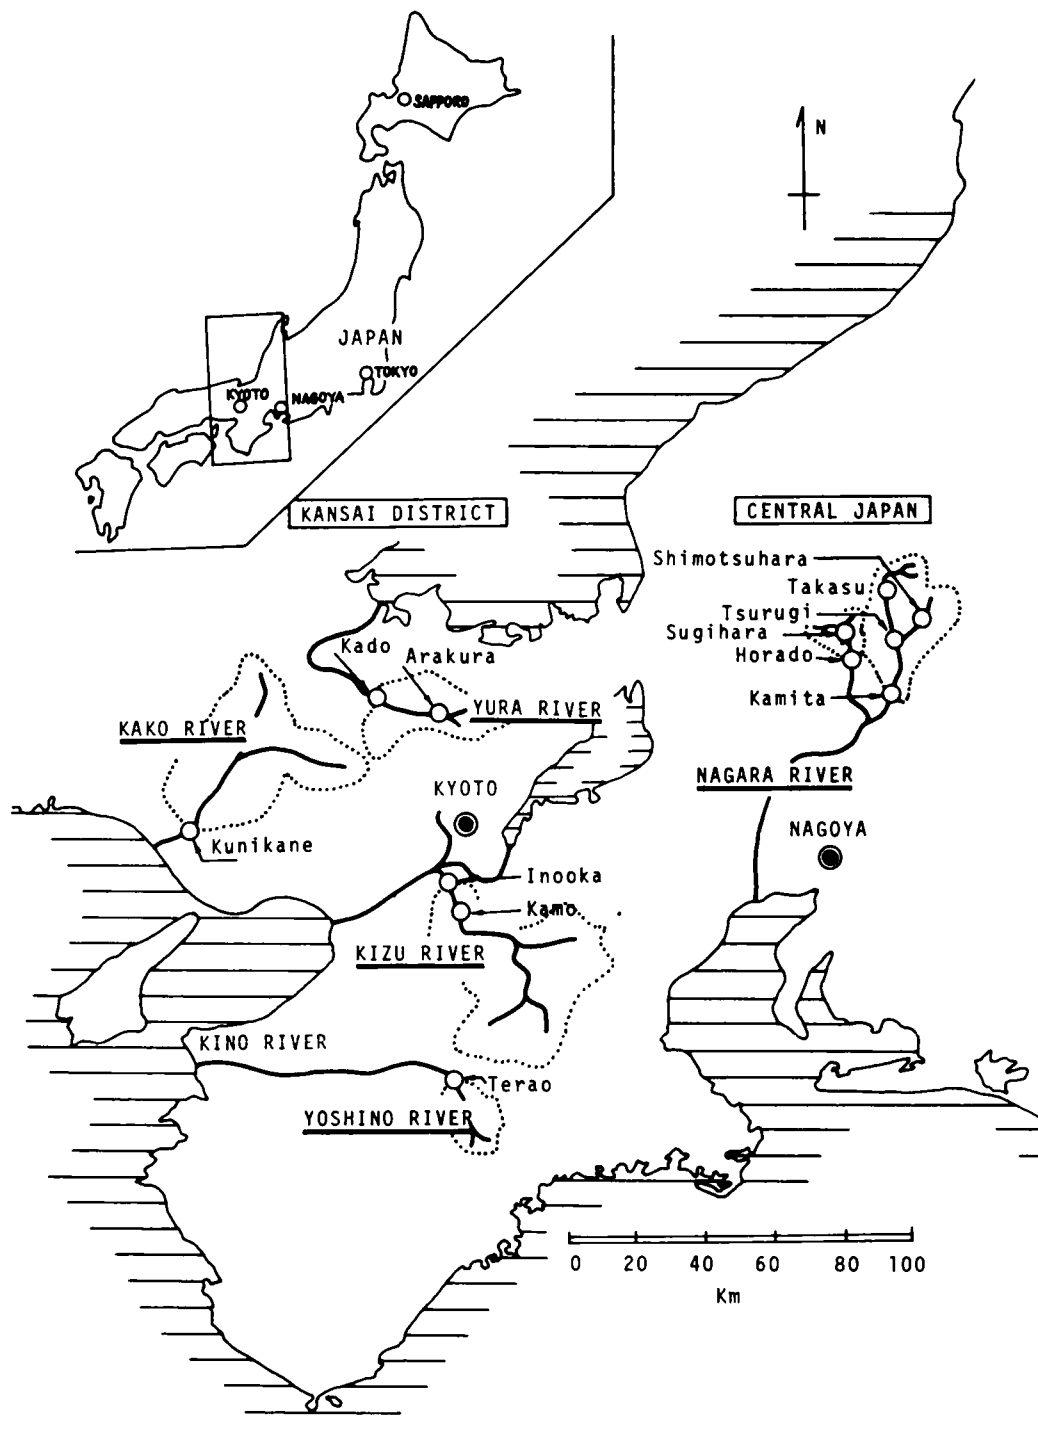 SAPPORO
N
JAPAN
TOKYO
KYOTO
NAGOYA
KANSAI DISTRICT
CENTRAL JAPAN
Shimotsuhara
Takasu
Tsurugi
Sugihara
Horado
Kamita
Kado
Arakura
YURA RIVER
KAKO RIVER
NAGARA RIVER
KYOTO
NAGOYA
Kunikane
Inooka
Kamo
KIZU RIVER
KINO RIVER
Terao
YOSHINO RIVER
0 20 40 60 80 100
Km